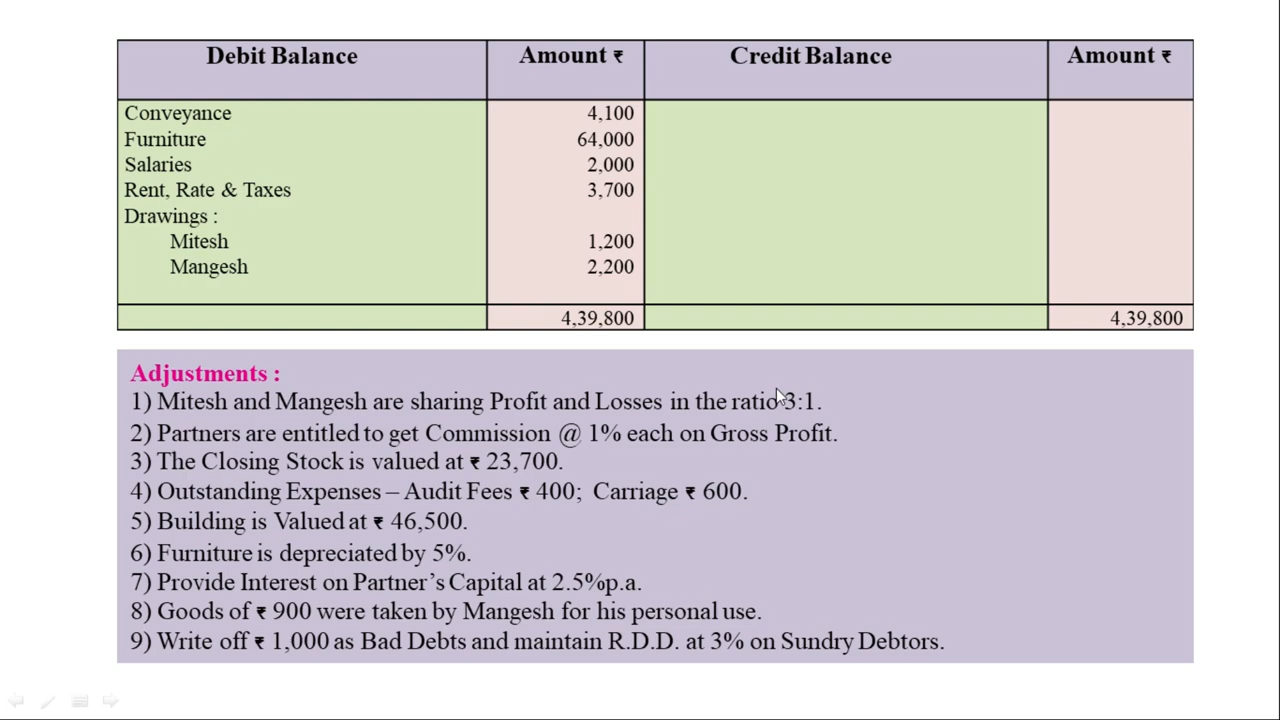 Debit Balance Amount ₹ Credit Balance Amount ₹
Conveyance 4,100
Furniture 64,000
Salaries 2,000
Rent, Rate & Taxes 3,700
Drawings :
Mitesh 1,200
Mangesh 2,200
4,39,800 4,39,800
Adjustments :
1) Mitesh and Mangesh are sharing Profit and Losses in the ratio 3:1.
2) Partners are entitled to get Commission @ 1% each on Gross Profit.
3) The Closing Stock is valued at ₹ 23,700.
4) Outstanding Expenses – Audit Fees ₹ 400; Carriage ₹ 600.
5) Building is Valued at ₹ 46,500.
6) Furniture is depreciated by 5%.
7) Provide Interest on Partner’s Capital at 2.5%p.a.
8) Goods of ₹ 900 were taken by Mangesh for his personal use.
9) Write off ₹ 1,000 as Bad Debts and maintain R.D.D. at 3% on Sundry Debtors.